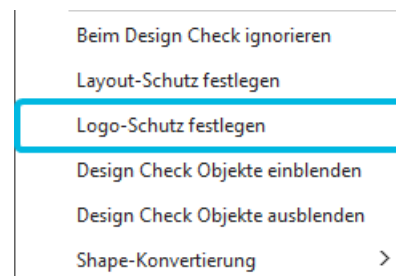 Beim Design Check ignorieren
Layout-Schutz festlegen
Logo-Schutz festlegen
Design Check Objekte einblenden
Design Check Objekte ausblenden
Shape-Konvertierung